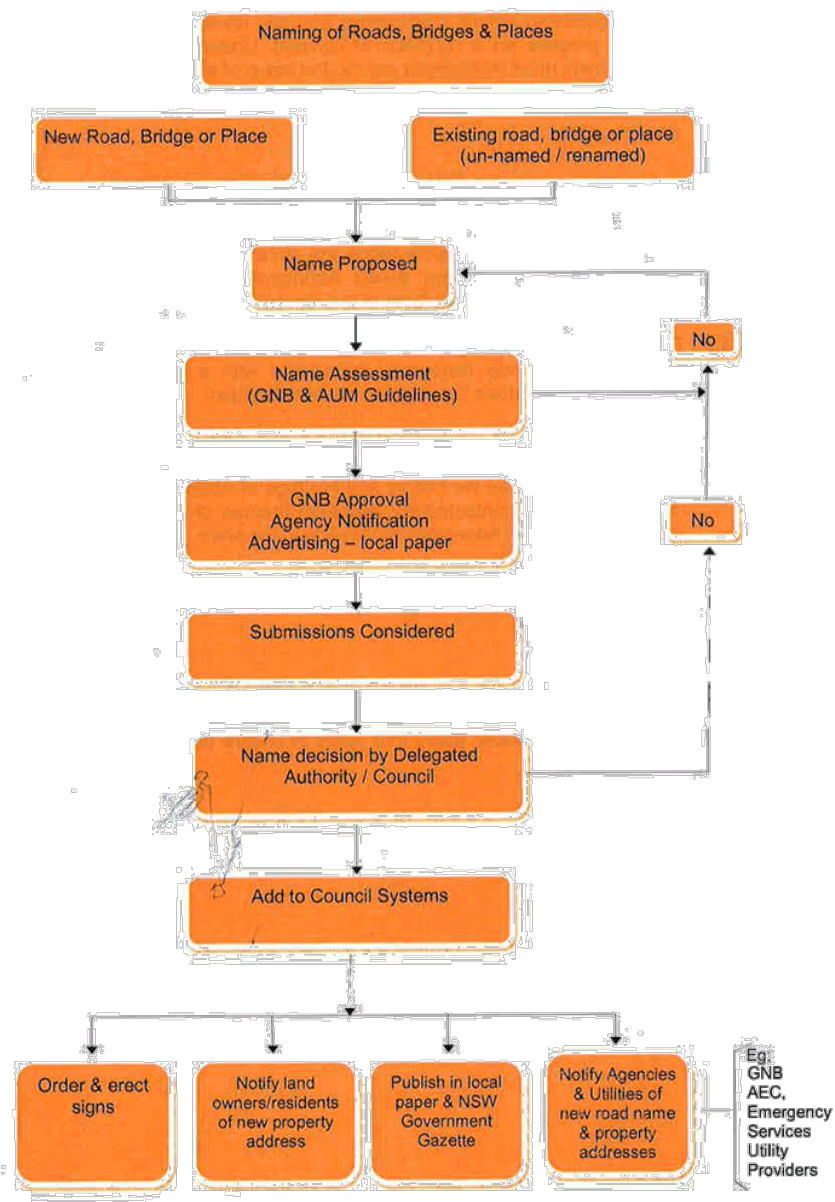 Naming of Roads, Bridges & Places
New Road, Bridge or Place
Existing road, bridge or place
(un-named / renamed)
Name Proposed
No
Name Assessment
(GNB & AUM Guidelines)
GNB Approval
Agency Notification
Advertising – local paper
No
Submissions Considered
Name decision by Delegated
Authority / Council
Add to Council Systems
Order & erect
signs
Notify land
owners/residents
of new property
address
Publish in local
paper & NSW
Government
Gazette
Notify Agencies
& Utilities of
new road name
& property
addresses
Eg:
GNB
AEC,
Emergency
Services
Utility
Providers